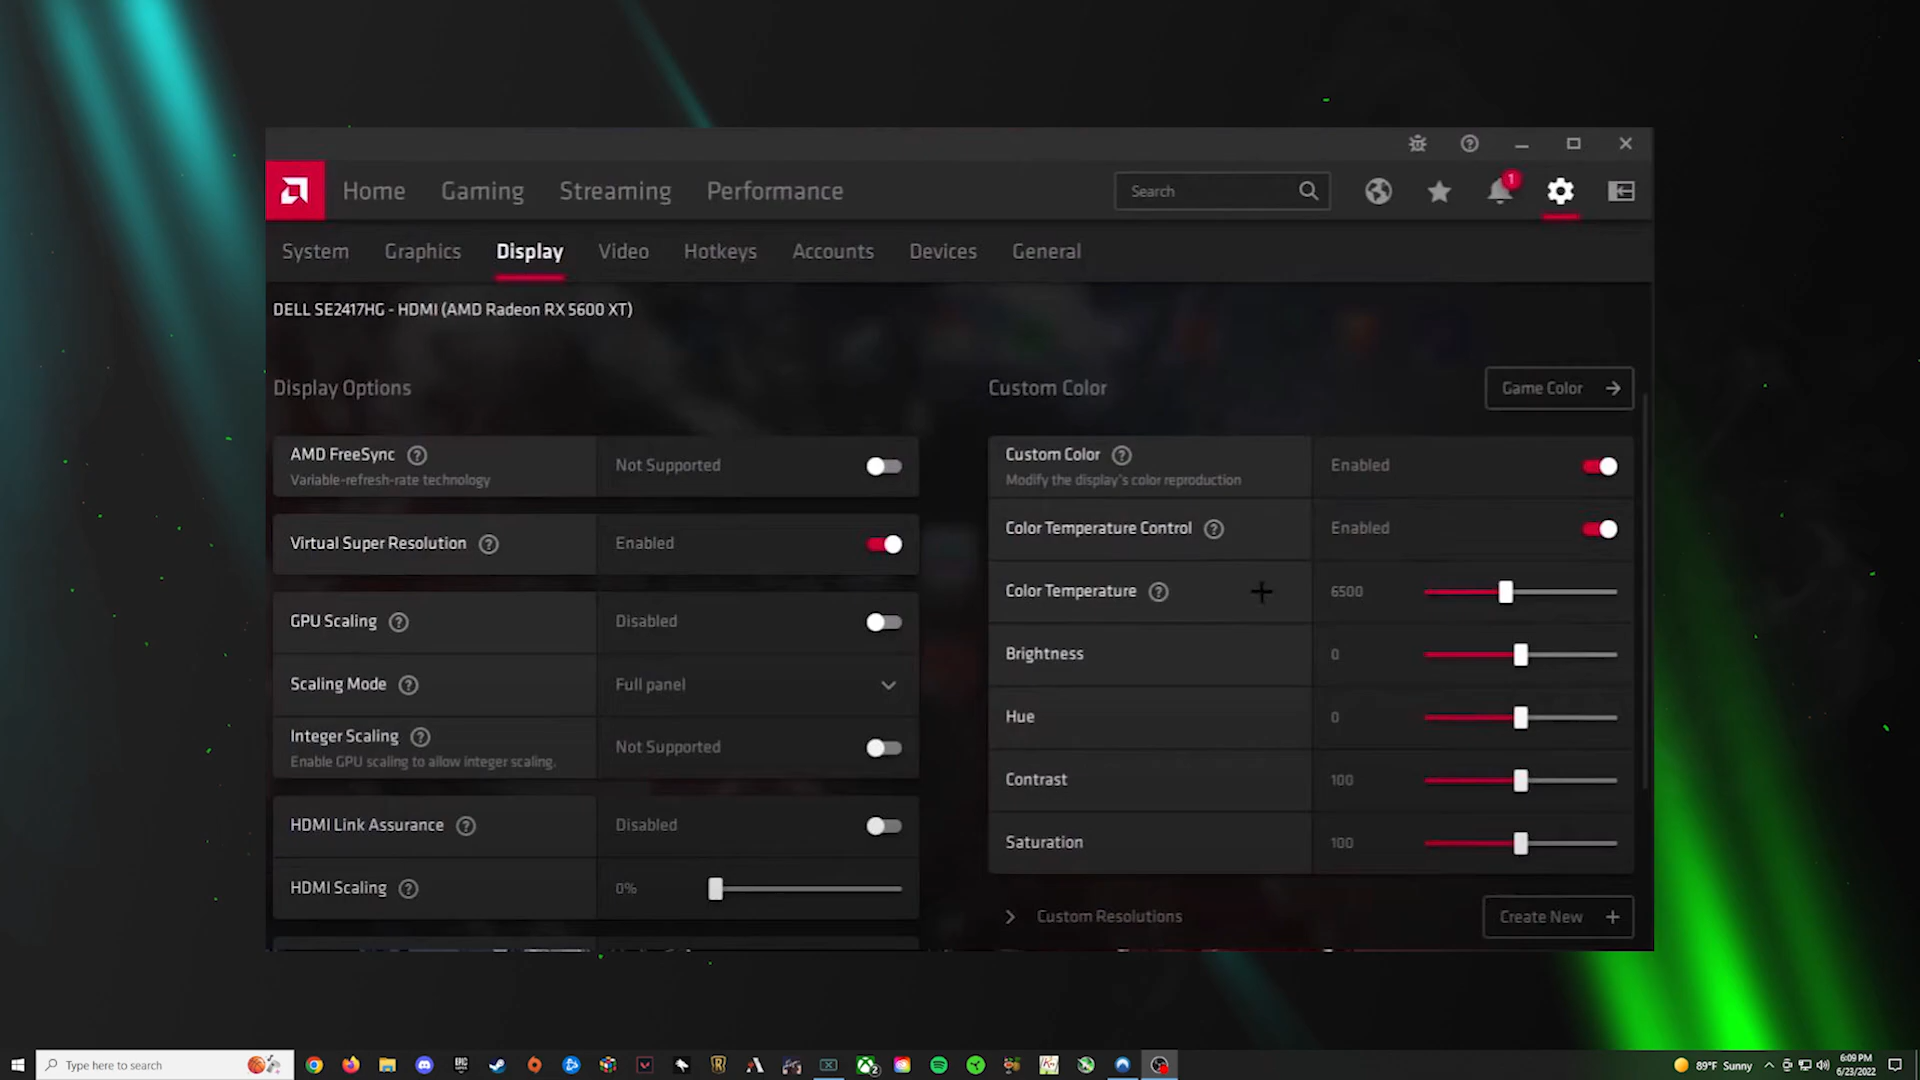 Home Gaming Streaming Performance Search 1
System Graphics Display Video Hotkeys Accounts Devices General
DELL SE2417HG - HDMI (AMD Radeon RX 5600 XT)
Display Options
AMD FreeSync ? Not Supported
Variable-refresh-rate technology
Virtual Super Resolution ? Enabled
GPU Scaling ? Disabled
Scaling Mode ? Full panel
Integer Scaling ? Not Supported
Enable GPU scaling to allow integer scaling.
HDMI Link Assurance ? Disabled
HDMI Scaling ? 0%
Custom Color Game Color
Custom Color ? Enabled
Modify the display's color reproduction
Color Temperature Control ? Enabled
Color Temperature ? 6500
Brightness 0
Hue 0
Contrast 100
Saturation 100
Custom Resolutions Create New +
Type here to search
EPIC
2
89°F Sunny
6:09 PM
6/23/2022